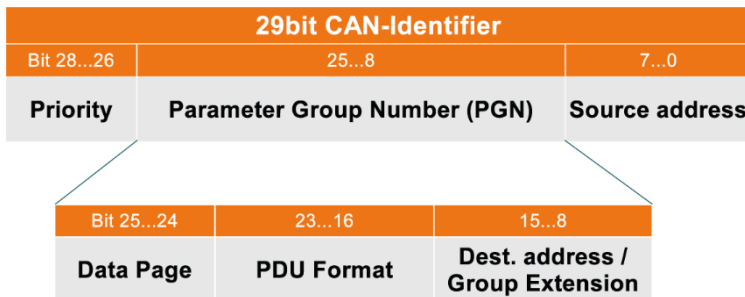 29bit CAN-Identifier
Bit 28...26 25...8 7...0
Priority Parameter Group Number (PGN) Source address
Bit 25...24 23...16 15...8
Data Page PDU Format Dest. address /
Group Extension